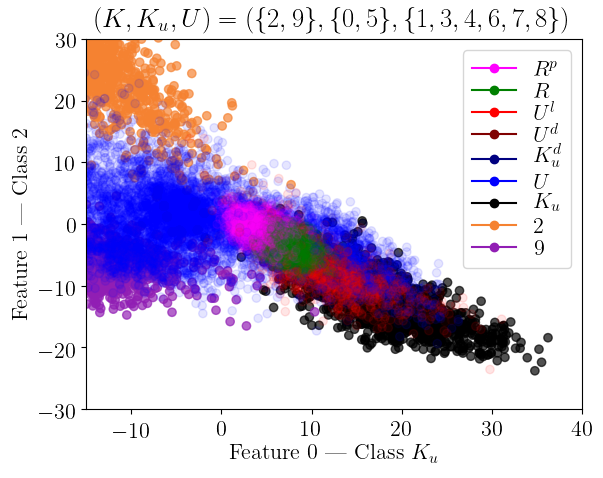 (K, K_u, U) = ({2, 9}, {0, 5}, {1, 3, 4, 6, 7, 8})
30
20
10
0
−10
−20
−30
Feature 1 — Class 2
R^p
R
U^l
U^d
K_u^d
U
K_u
2
9
−10
0
10
20
30
40
Feature 0 — Class K_u